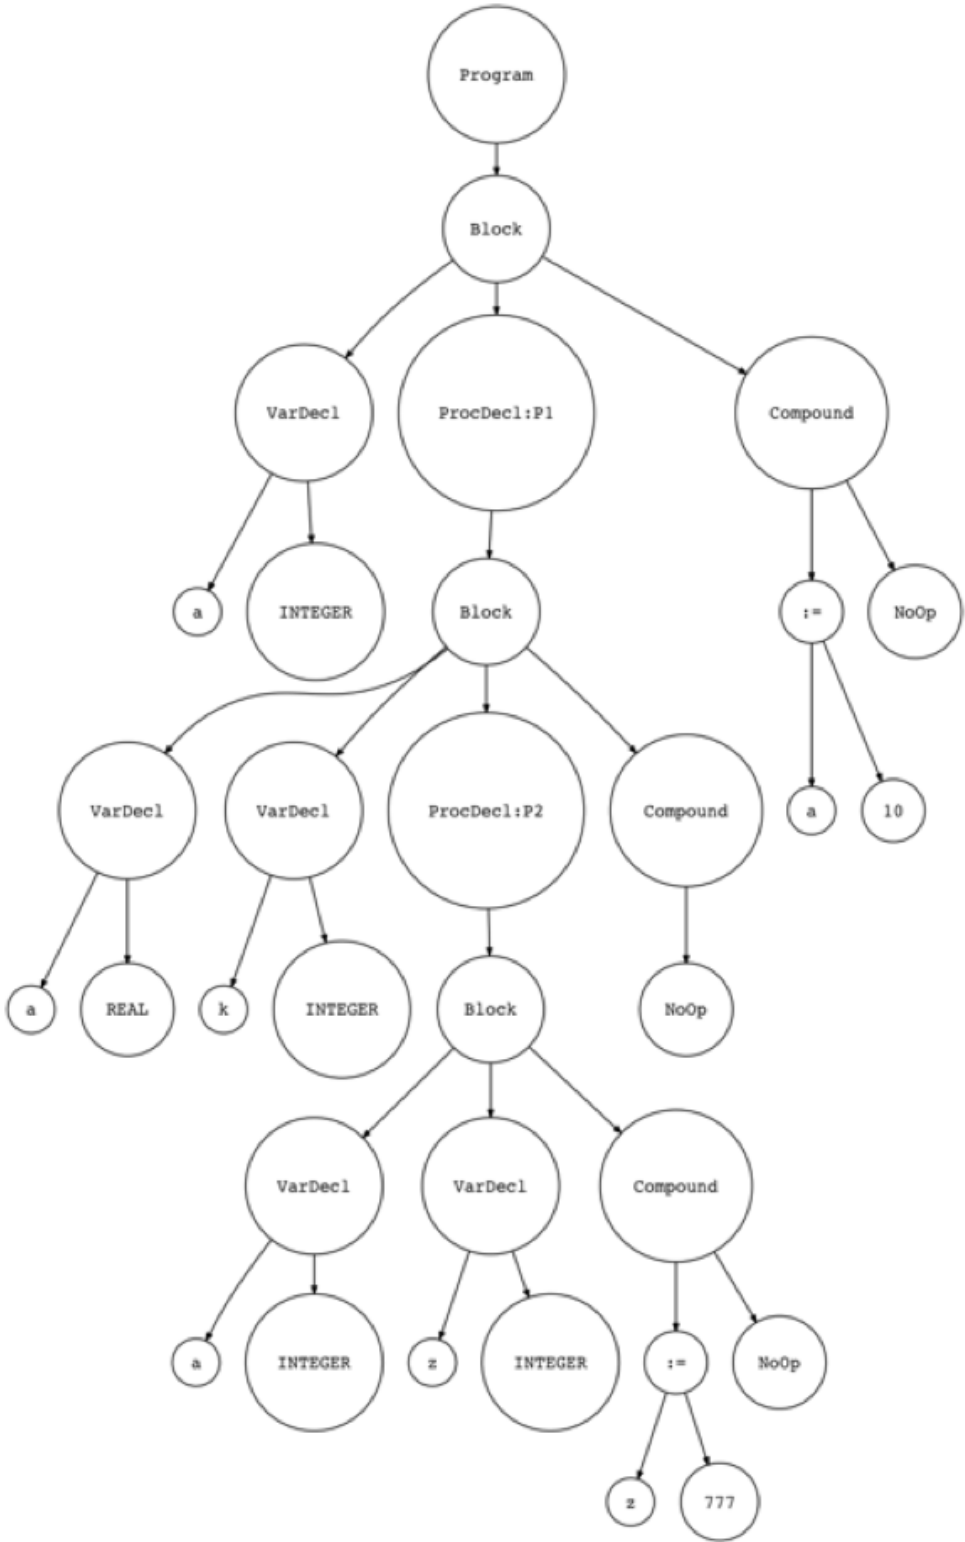 Program
Block
VarDecl
ProcDecl:P1
Compound
a
INTEGER
Block
:=
NoOp
VarDecl
VarDecl
ProcDecl:P2
Compound
a
10
a
REAL
k
INTEGER
Block
NoOp
VarDecl
VarDecl
Compound
a
INTEGER
z
INTEGER
:=
NoOp
z
777